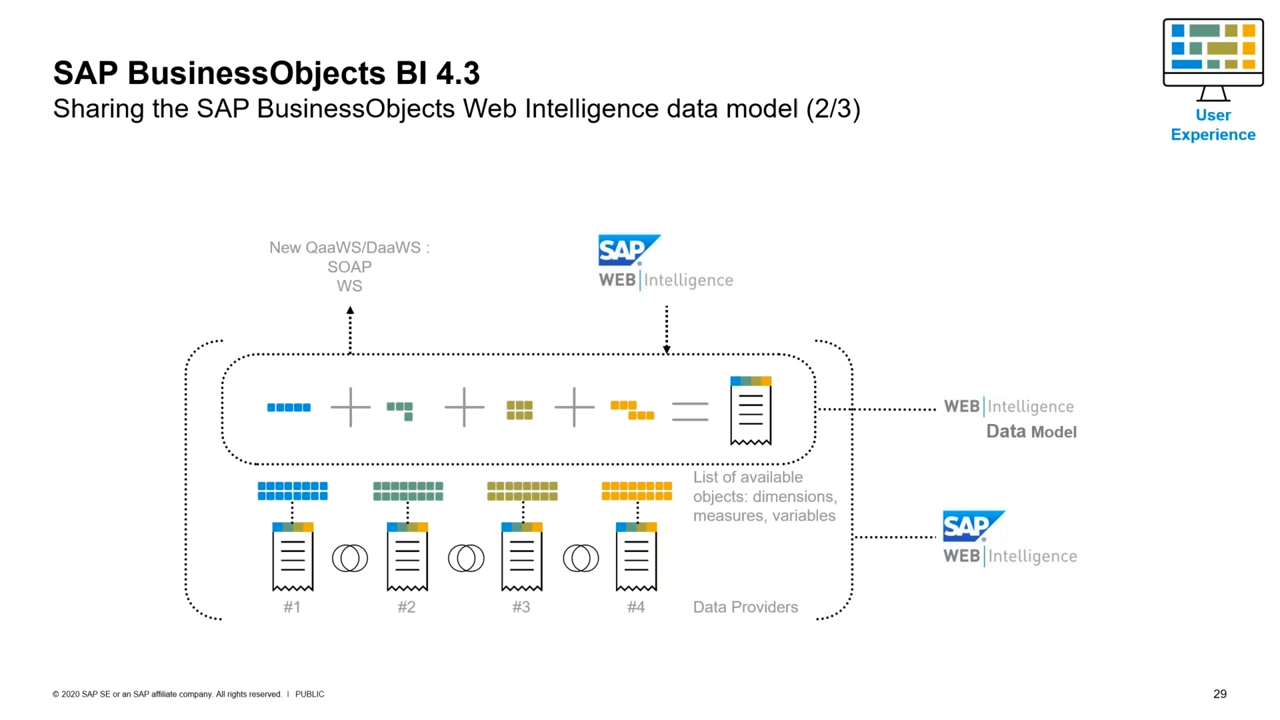 SAP BusinessObjects BI 4.3
Sharing the SAP BusinessObjects Web Intelligence data model (2/3)
User
Experience
New QaaWS/DaaWS :
SOAP
WS
SAP
WEB|Intelligence
WEB|Intelligence
Data Model
List of available
objects: dimensions,
measures, variables
SAP
WEB|Intelligence
#1
#2
#3
#4
Data Providers
© 2020 SAP SE or an SAP affiliate company. All rights reserved. | PUBLIC
29